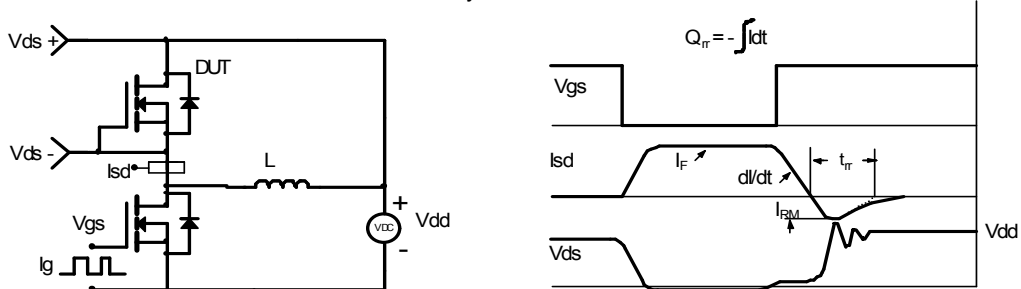 Vds +
DUT
Vds -
Isd
L
Vgs
Ig
+
VDC
-
Vdd
Qrr = - ∫ Idt
Vgs
Isd
IF
dI/dt
trr
IRM
Vdd
Vds